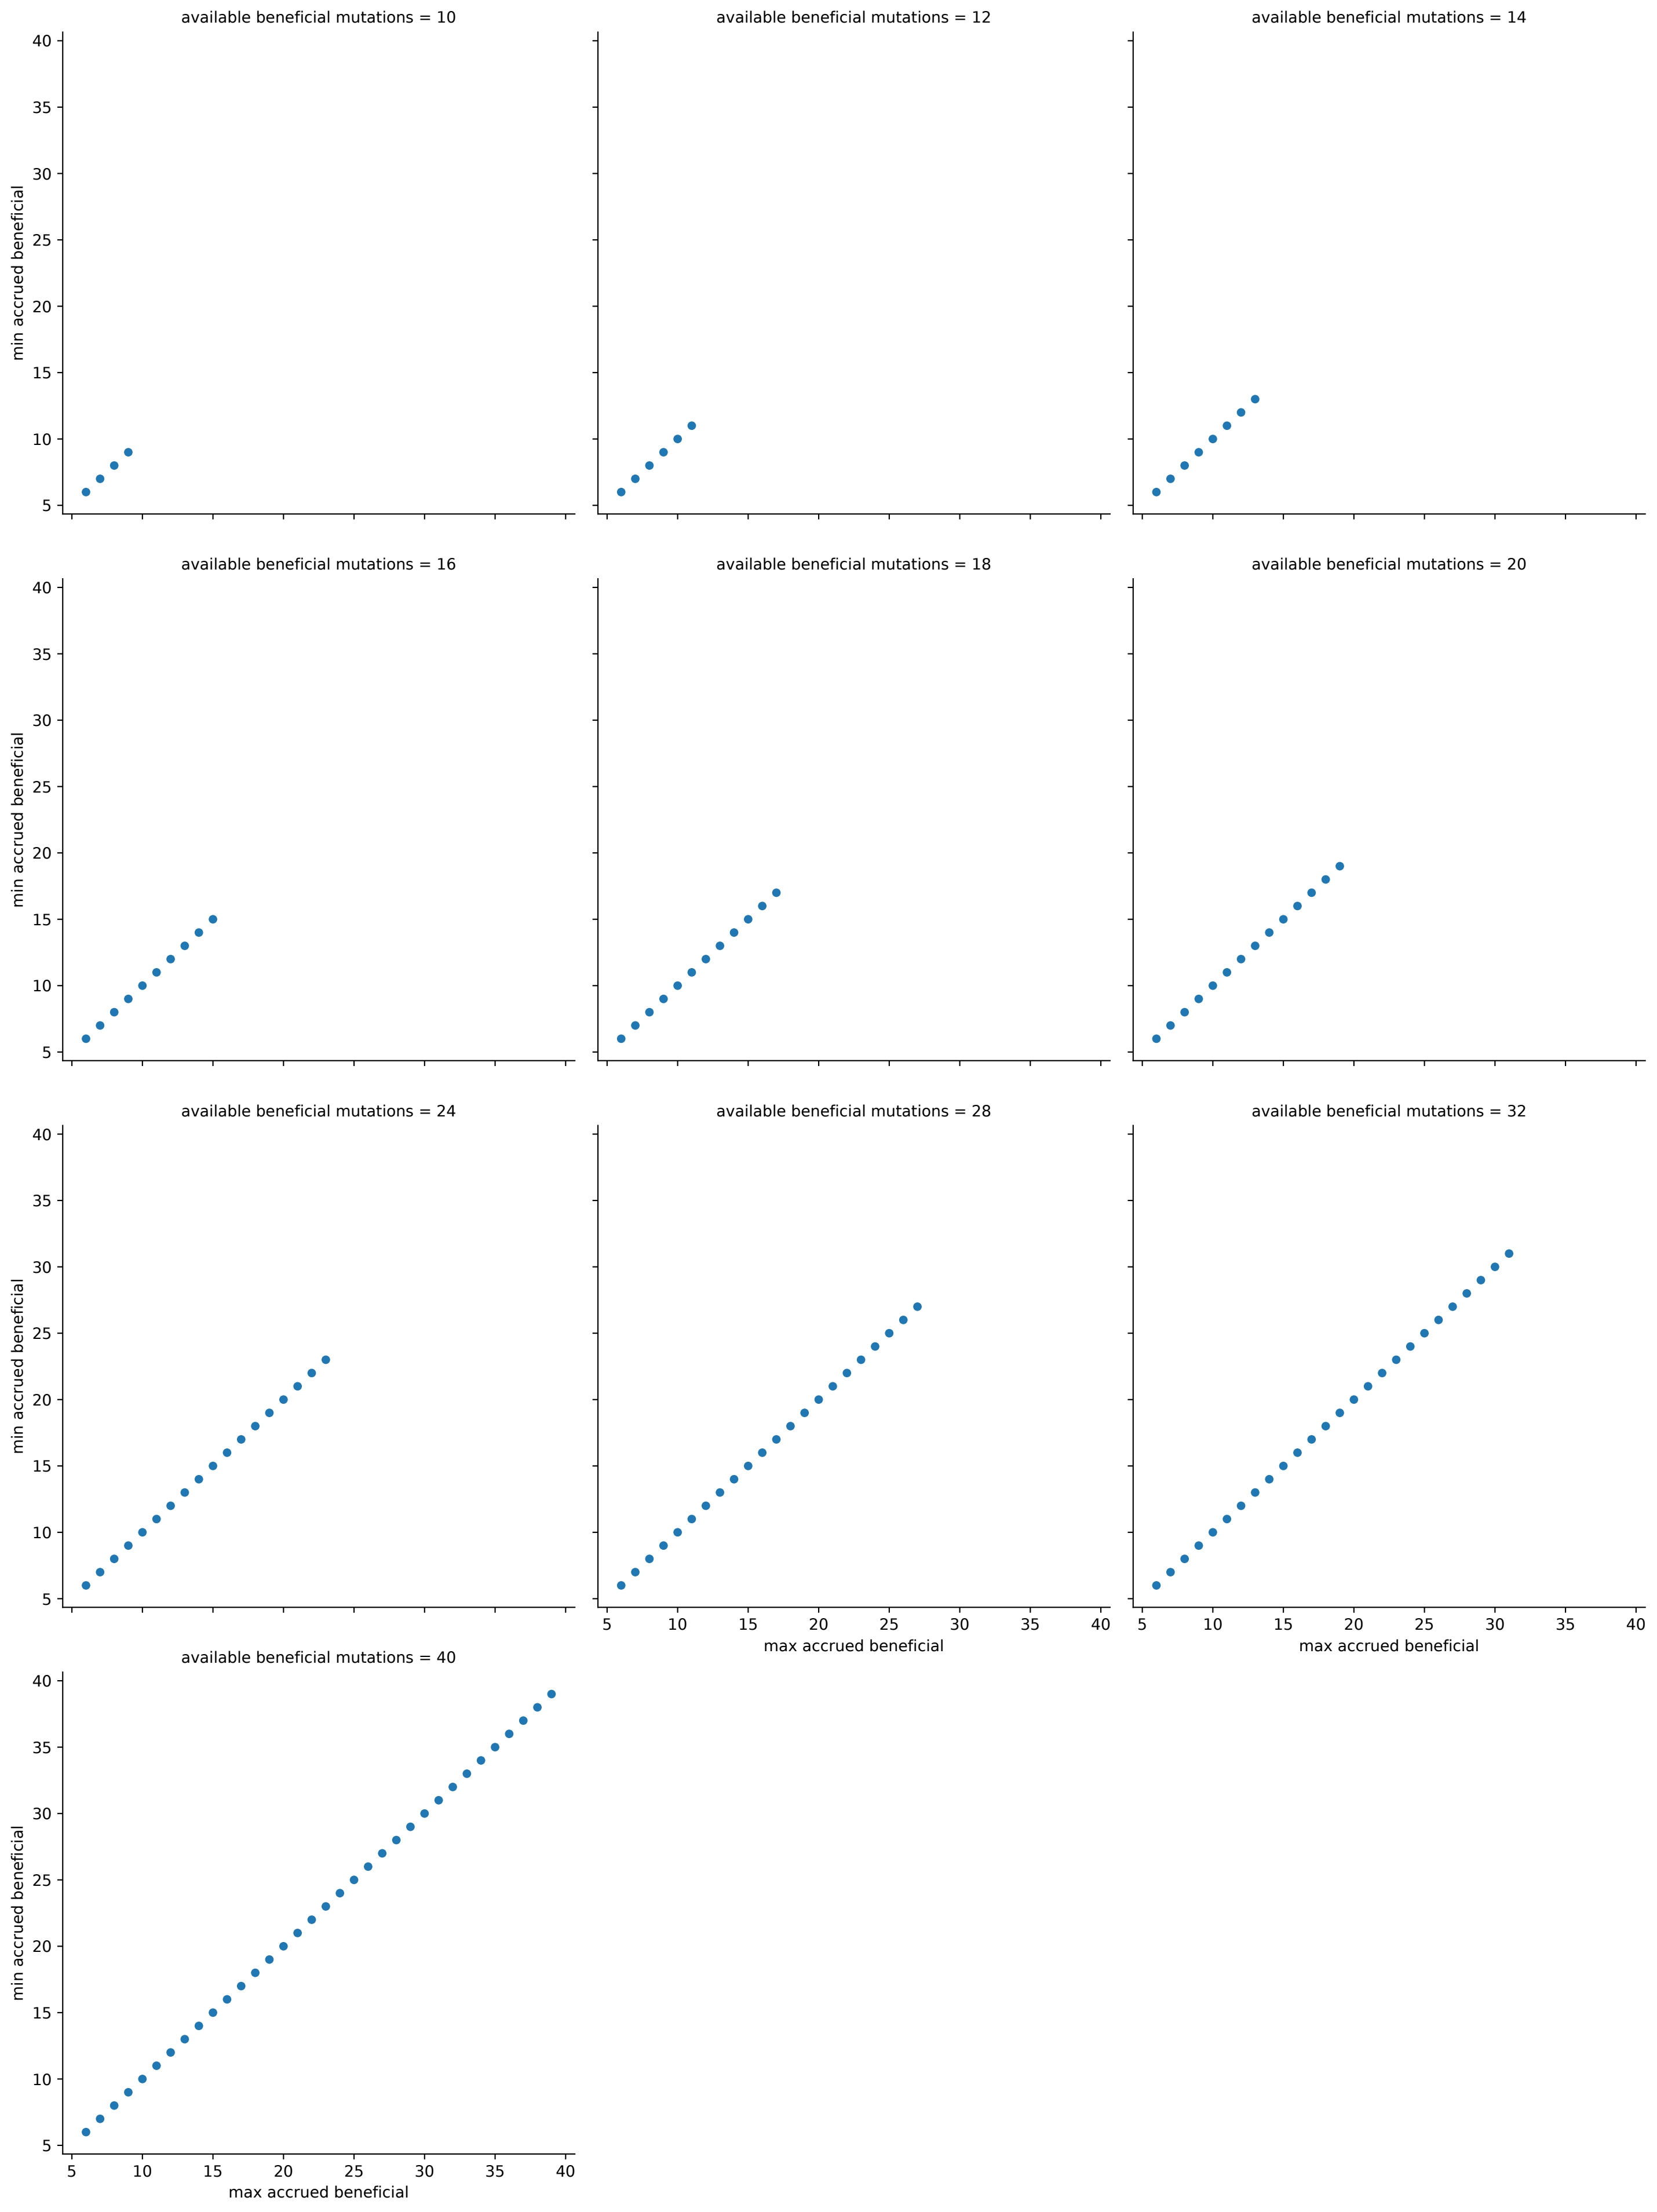 available beneficial mutations = 10
available beneficial mutations = 12
available beneficial mutations = 14
40
35
30
25
20
15
10
5
min accrued beneficial
available beneficial mutations = 16
available beneficial mutations = 18
available beneficial mutations = 20
40
35
30
25
20
15
10
5
min accrued beneficial
available beneficial mutations = 24
available beneficial mutations = 28
available beneficial mutations = 32
40
35
30
25
20
15
10
5
min accrued beneficial
5 10 15 20 25 30 35 40
max accrued beneficial
5 10 15 20 25 30 35 40
max accrued beneficial
available beneficial mutations = 40
40
35
30
25
20
15
10
5
min accrued beneficial
5 10 15 20 25 30 35 40
max accrued beneficial